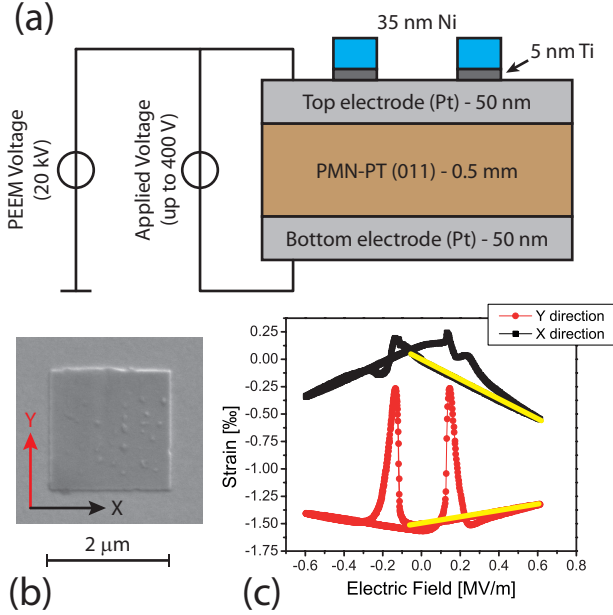 (a)
35 nm Ni
5 nm Ti
Top electrode (Pt) - 50 nm
PEEM Voltage
(20 kV)
Applied Voltage
(up to 400 V)
PMN-PT (011) - 0.5 mm
Bottom electrode (Pt) - 50 nm
Y
X
2 μm
(b)
Y direction
X direction
0.25
0.00
-0.25
-0.50
-0.75
-1.00
-1.25
-1.50
-1.75
Strain [‰]
-0.6 -0.4 -0.2 0.0 0.2 0.4 0.6 0.8
Electric Field [MV/m]
(c)